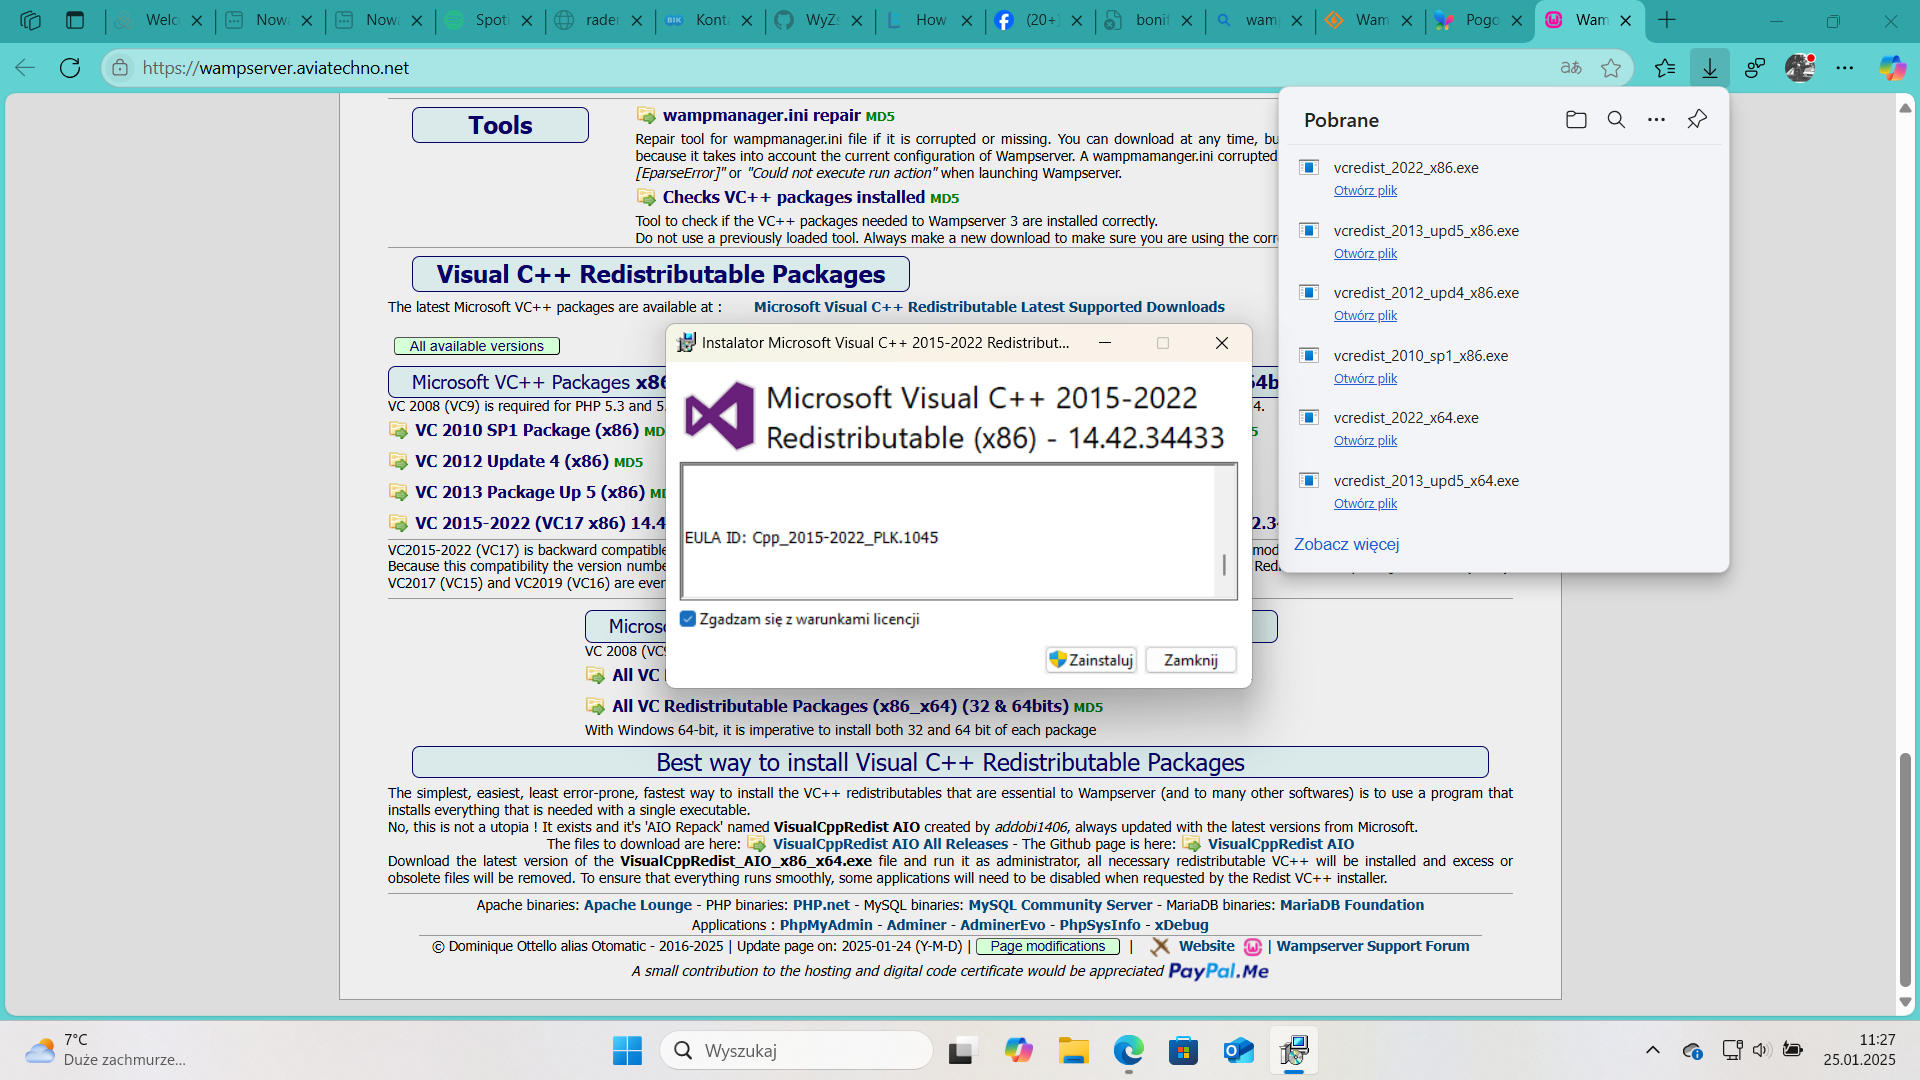 Welc
Nowa
Nowa
Spoti
rader
BIK Konta
WyZs
L How
(20+)
bonif
wamp
Wam
Pogo
Wam
https://wampserver.aviatechno.net
Tools
wampmanager.ini repair MD5
Repair tool for wampmanager.ini file if it is corrupted or missing. You can download at any time, bu
because it takes into account the current configuration of Wampserver. A wampmamanger.ini corrupted
[EparseError]" or "Could not execute run action" when launching Wampserver.
Checks VC++ packages installed MD5
Tool to check if the VC++ packages needed to Wampserver 3 are installed correctly.
Do not use a previously loaded tool. Always make a new download to make sure you are using the corr
Visual C++ Redistributable Packages
The latest Microsoft VC++ packages are available at : Microsoft Visual C++ Redistributable Latest Supported Downloads
All available versions
Microsoft VC++ Packages x86
64b
VC 2008 (VC9) is required for PHP 5.3 and 5.
4.
VC 2010 SP1 Package (x86) MD
5
VC 2012 Update 4 (x86) MD5
VC 2013 Package Up 5 (x86) MD
VC 2015-2022 (VC17 x86) 14.4
2.34
VC2015-2022 (VC17) is backward compatible
mod
Because this compatibility the version numbe
Redi
VC2017 (VC15) and VC2019 (VC16) are ever
Microso
VC 2008 (VC9
All VC
All VC Redistributable Packages (x86_x64) (32 & 64bits) MD5
With Windows 64-bit, it is imperative to install both 32 and 64 bit of each package
Best way to install Visual C++ Redistributable Packages
The simplest, easiest, least error-prone, fastest way to install the VC++ redistributables that are essential to Wampserver (and to many other softwares) is to use a program that
installs everything that is needed with a single executable.
No, this is not a utopia ! It exists and it's 'AIO Repack' named VisualCppRedist AIO created by addobi1406, always updated with the latest versions from Microsoft.
The files to download are here: VisualCppRedist AIO All Releases - The Github page is here: VisualCppRedist AIO
Download the latest version of the VisualCppRedist_AIO_x86_x64.exe file and run it as administrator, all necessary redistributable VC++ will be installed and excess or
obsolete files will be removed. To ensure that everything runs smoothly, some applications will need to be disabled when requested by the Redist VC++ installer.
Apache binaries: Apache Lounge - PHP binaries: PHP.net - MySQL binaries: MySQL Community Server - MariaDB binaries: MariaDB Foundation
Applications : PhpMyAdmin - Adminer - AdminerEvo - PhpSysInfo - xDebug
© Dominique Ottello alias Otomatic - 2016-2025 | Update page on: 2025-01-24 (Y-M-D) | Page modifications | Website | Wampserver Support Forum
A small contribution to the hosting and digital code certificate would be appreciated PayPal.Me
Instalator Microsoft Visual C++ 2015-2022 Redistribut...
Microsoft Visual C++ 2015-2022
Redistributable (x86) - 14.42.34433
EULA ID: Cpp_2015-2022_PLK.1045
Zgadzam się z warunkami licencji
Zainstaluj
Zamknij
Pobrane
vcredist_2022_x86.exe
Otwórz plik
vcredist_2013_upd5_x86.exe
Otwórz plik
vcredist_2012_upd4_x86.exe
Otwórz plik
vcredist_2010_sp1_x86.exe
Otwórz plik
vcredist_2022_x64.exe
Otwórz plik
vcredist_2013_upd5_x64.exe
Otwórz plik
Zobacz więcej
7°C
Duże zachmurze...
Wyszukaj
11:27
25.01.2025